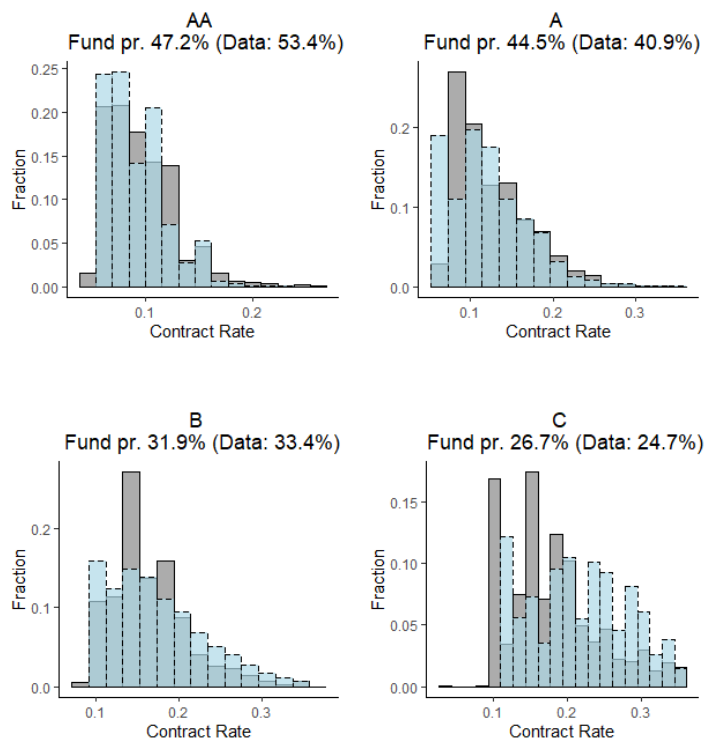 AA
Fund pr. 47.2% (Data: 53.4%)
0.25
0.20
0.15
0.10
0.05
0.00
Fraction
0.1 0.2
Contract Rate
A
Fund pr. 44.5% (Data: 40.9%)
0.2
0.1
0.0
Fraction
0.1 0.2 0.3
Contract Rate
B
Fund pr. 31.9% (Data: 33.4%)
0.2
0.1
0.0
Fraction
0.1 0.2 0.3
Contract Rate
C
Fund pr. 26.7% (Data: 24.7%)
0.15
0.10
0.05
0.00
Fraction
0.0 0.1 0.2 0.3
Contract Rate